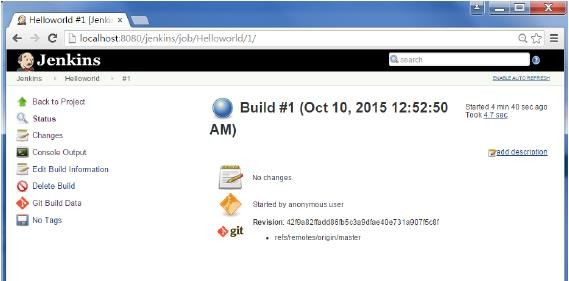 Helloworld #1 [Jenk
localhost:8080/jenkins/job/Helloworld/1/
Jenkins
search
Jenkins Helloworld #1
ENABLE AUTO REFRESH
Back to Project
Status
Changes
Console Output
Edit Build Information
Delete Build
Git Build Data
No Tags
Build #1 (Oct 10, 2015 12:52:50 AM)
Started 4 min 40 sec ago
Took 4.7 sec
add description
No changes.
Started by anonymous user
git
Revision:
refs/remotes/origin/master